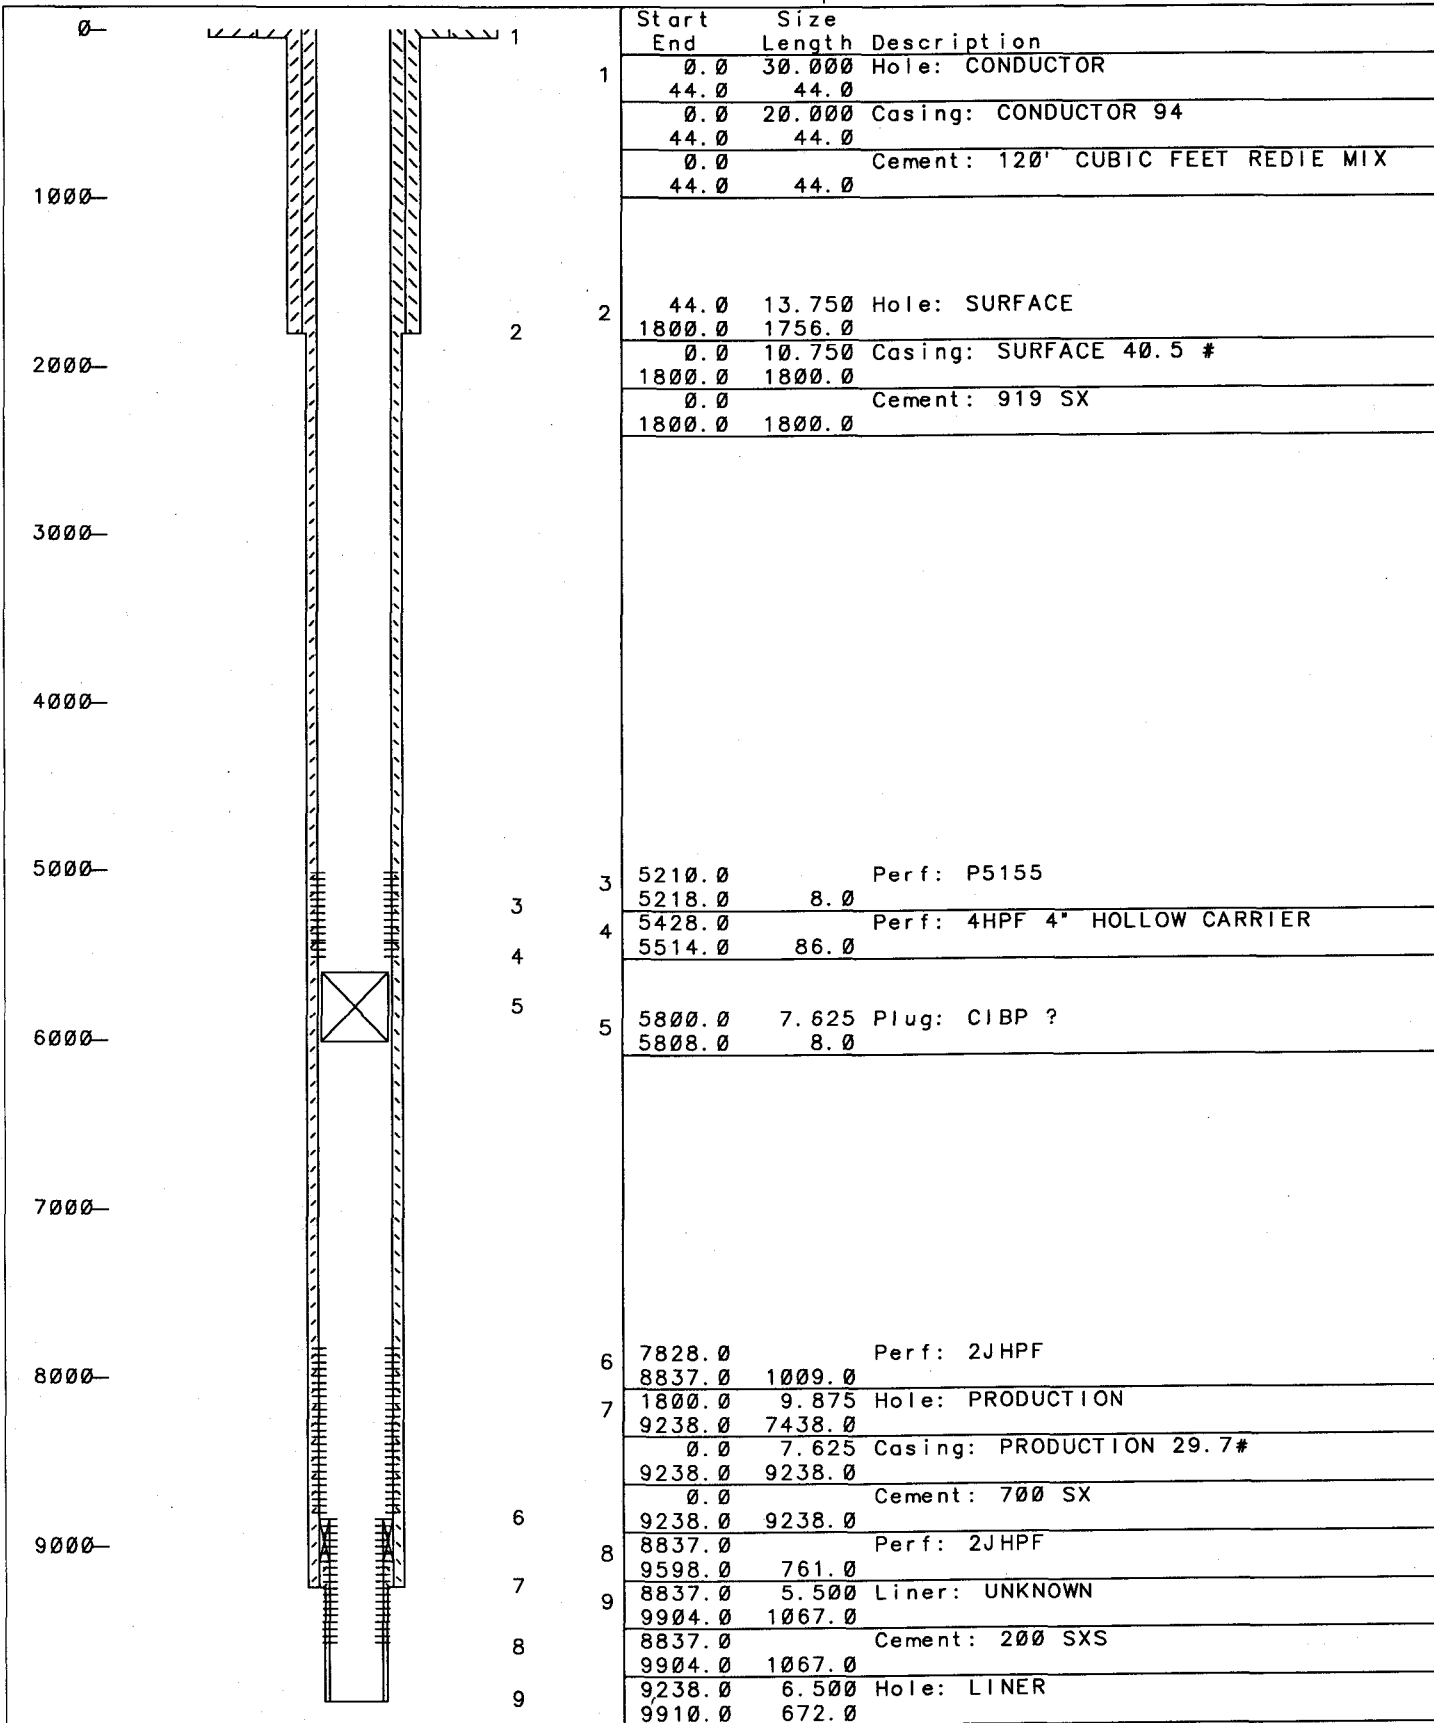 Start Size
End Length Description
1 0.0 30.000 Hole: CONDUCTOR
44.0 44.0
0.0 20.000 Casing: CONDUCTOR 94
44.0 44.0
0.0 Cement: 120' CUBIC FEET REDIE MIX
44.0 44.0
2 44.0 13.750 Hole: SURFACE
1800.0 1756.0
0.0 10.750 Casing: SURFACE 40.5 #
1800.0 1800.0
0.0 Cement: 919 SX
1800.0 1800.0
3 5210.0 Perf: P5155
5218.0 8.0
4 5428.0 Perf: 4HPF 4" HOLLOW CARRIER
5514.0 86.0
5 5800.0 7.625 Plug: CIBP ?
5808.0 8.0
6 7828.0 Perf: 2JHPF
8837.0 1009.0
7 1800.0 9.875 Hole: PRODUCTION
9238.0 7438.0
0.0 7.625 Casing: PRODUCTION 29.7#
9238.0 9238.0
0.0 Cement: 700 SX
9238.0 9238.0
8 8837.0 Perf: 2JHPF
9598.0 761.0
9 8837.0 5.500 Liner: UNKNOWN
9904.0 1067.0
8837.0 Cement: 200 SXS
9904.0 1067.0
9238.0 6.500 Hole: LINER
9910.0 672.0
0
1000
2000
3000
4000
5000
6000
7000
8000
9000
1
2
3
4
5
6
7
8
9